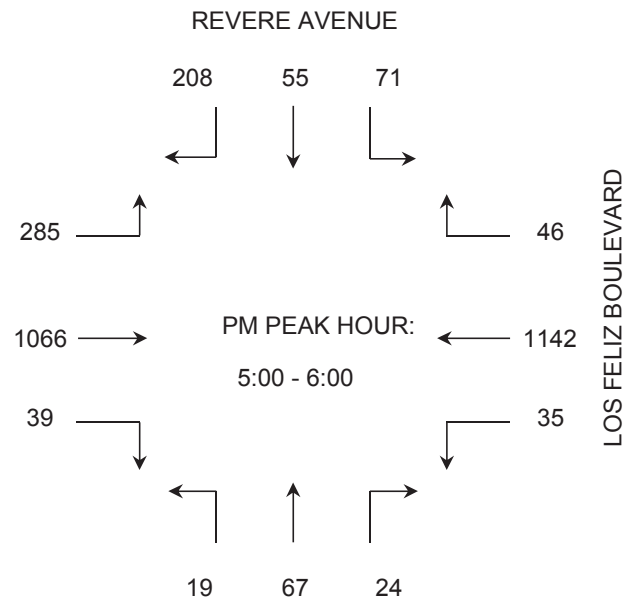 REVERE AVENUE
208 55 71
285
46
1066
PM PEAK HOUR:
1142
5:00 - 6:00
39
35
LOS FELIZ BOULEVARD
19 67 24